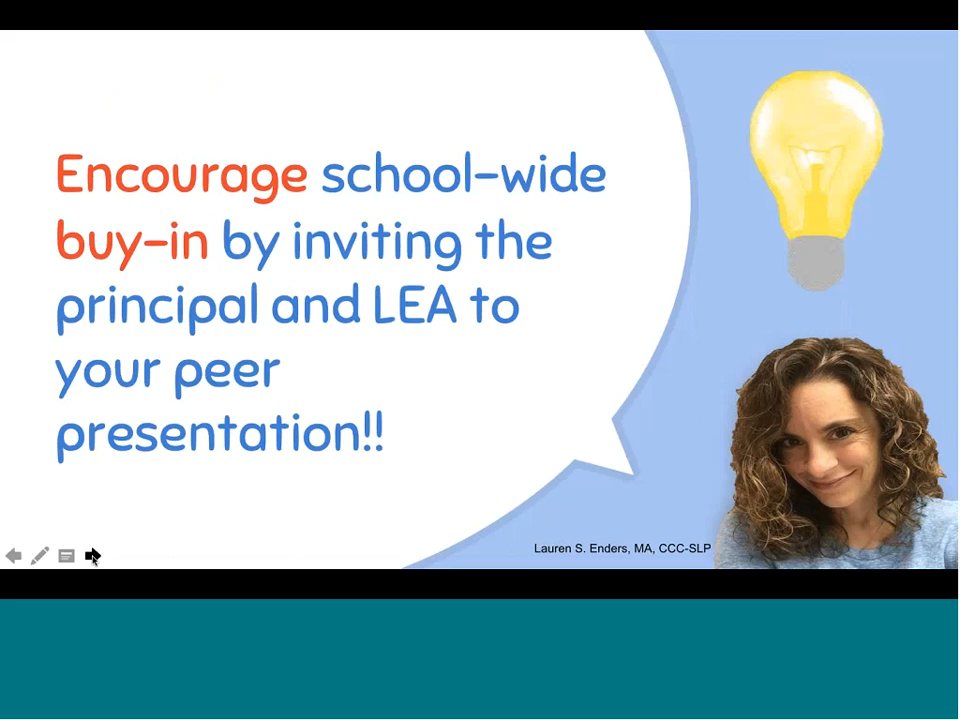 Encourage school-wide
buy-in by inviting the
principal and LEA to
your peer
presentation!!
Lauren S. Enders, MA, CCC-SLP